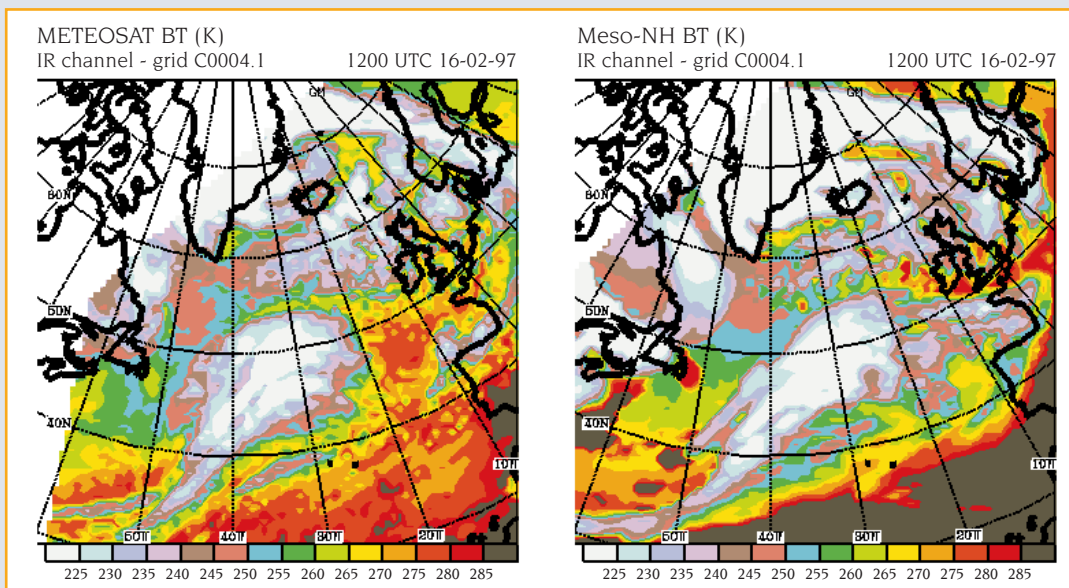 METEOSAT BT (K)
IR channel - grid C0004.1 1200 UTC 16-02-97
GM
60N
50N
40N
50W
40W
30W
20W
10W
225 230 235 240 245 250 255 260 265 270 275 280 285
Meso-NH BT (K)
IR channel - grid C0004.1 1200 UTC 16-02-97
GM
60N
50N
40N
50W
40W
30W
20W
10W
225 230 235 240 245 250 255 260 265 270 275 280 285